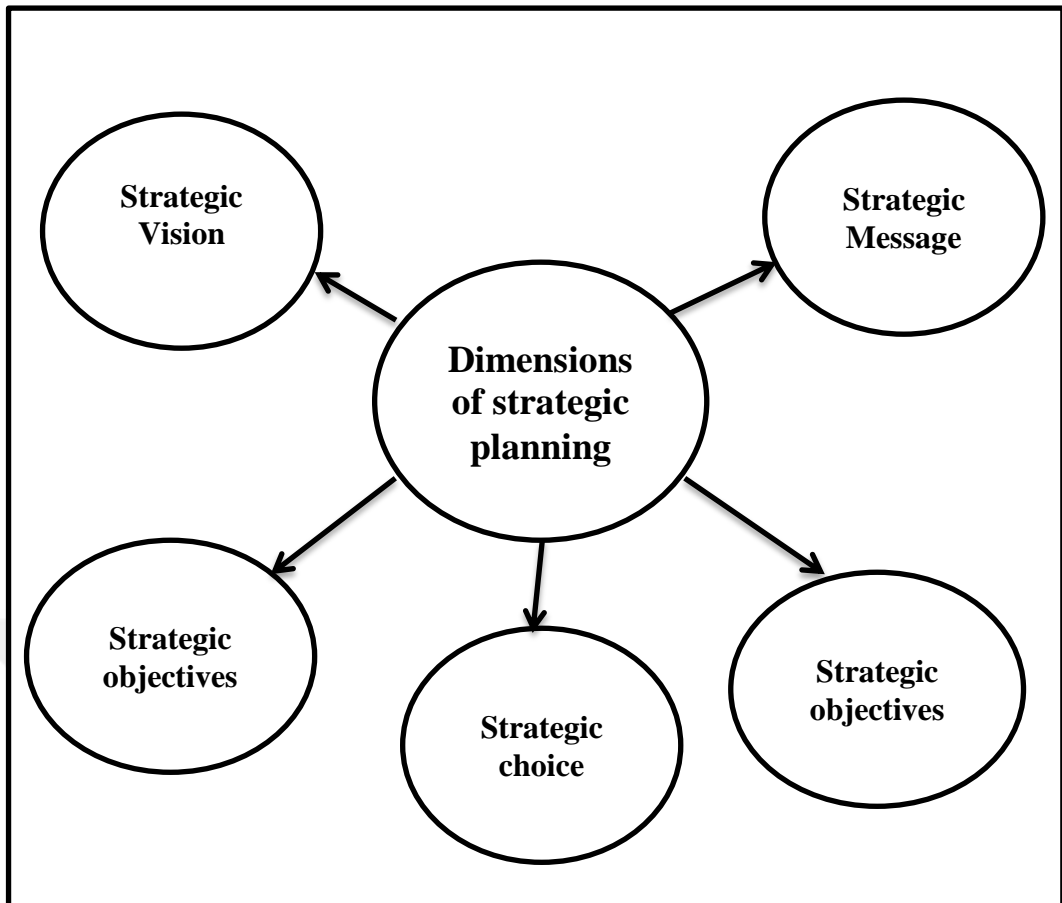 Strategic
Vision
Strategic
Message
Dimensions
of strategic
planning
Strategic
objectives
Strategic
choice
Strategic
objectives